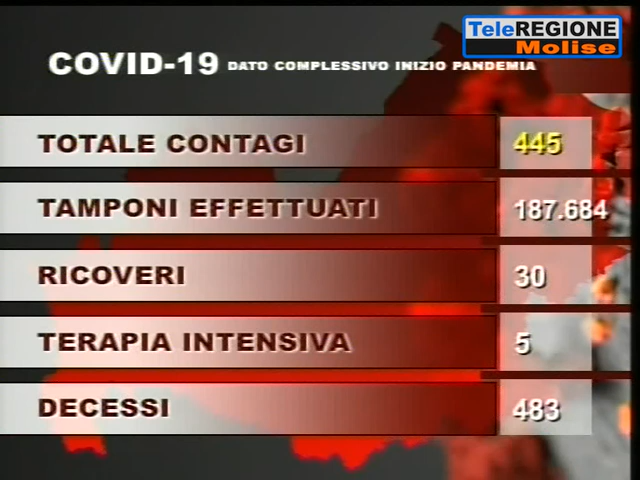 TeleREGIONE
Molise
COVID-19 DATO COMPLESSIVO INIZIO PANDEMIA
TOTALE CONTAGI 445
TAMPONI EFFETTUATI 187.684
RICOVERI 30
TERAPIA INTENSIVA 5
DECESSI 483